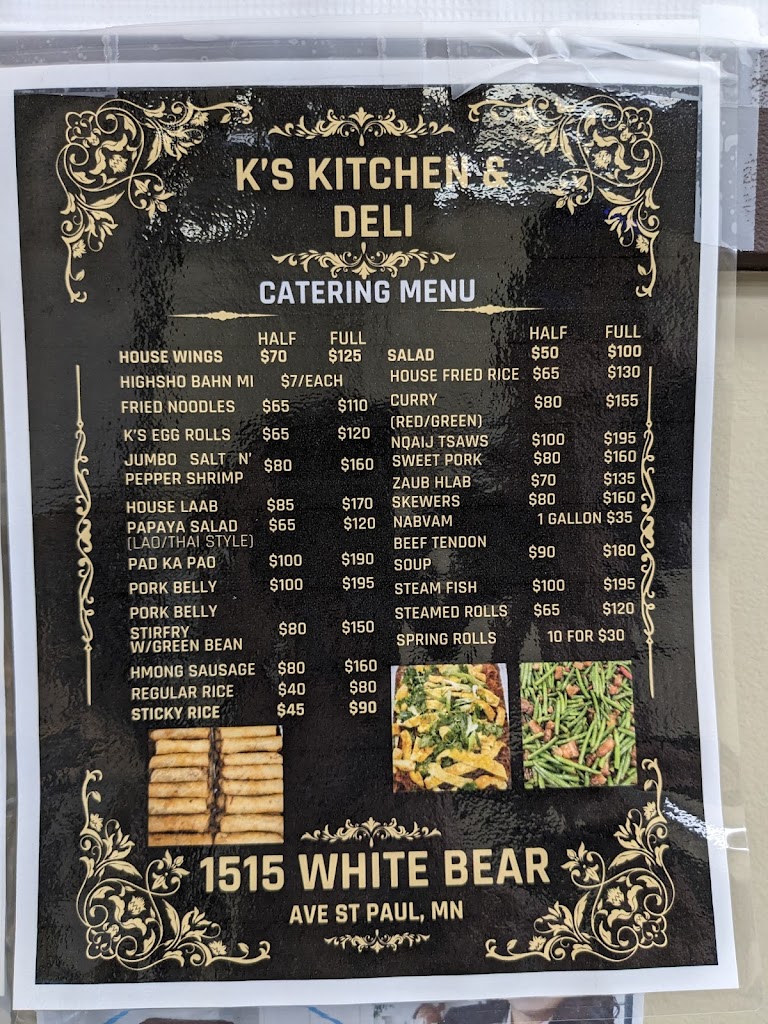 K'S KITCHEN &
DELI
CATERING MENU
HALF FULL
HOUSE WINGS $70 $125
HIGHSHO BAHN MI $7/EACH
FRIED NOODLES $65 $110
K'S EGG ROLLS $65 $120
JUMBO SALT N'
PEPPER SHRIMP $80 $160
HOUSE LAAB $85 $170
PAPAYA SALAD $65 $120
(LAO/THAI STYLE)
PAD KA PAO $100 $190
PORK BELLY $100 $195
PORK BELLY
STIRFRY
W/GREEN BEAN $80 $150
HMONG SAUSAGE $80 $160
REGULAR RICE $40 $80
STICKY RICE $45 $90
HALF FULL
SALAD $50 $100
HOUSE FRIED RICE $65 $130
CURRY $80 $155
(RED/GREEN)
NQAIJ TSAWS $100 $195
SWEET PORK $80 $160
ZAUB HLAB $70 $135
SKEWERS $80 $160
NABVAM 1 GALLON $35
BEEF TENDON
SOUP $90 $180
STEAM FISH $100 $195
STEAMED ROLLS $65 $120
SPRING ROLLS 10 FOR $30
1515 WHITE BEAR
AVE ST PAUL, MN